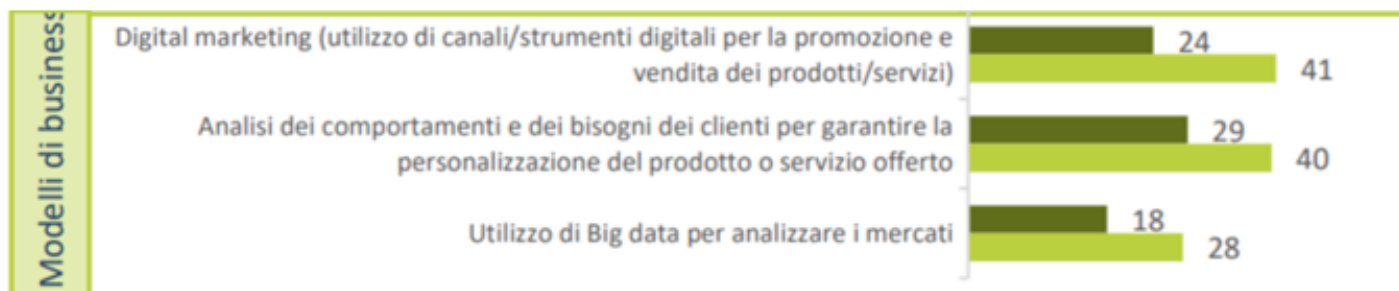 Modelli di business
Digital marketing (utilizzo di canali/strumenti digitali per la promozione e
vendita dei prodotti/servizi)
24
41
Analisi dei comportamenti e dei bisogni dei clienti per garantire la
personalizzazione del prodotto o servizio offerto
29
40
Utilizzo di Big data per analizzare i mercati
18
28